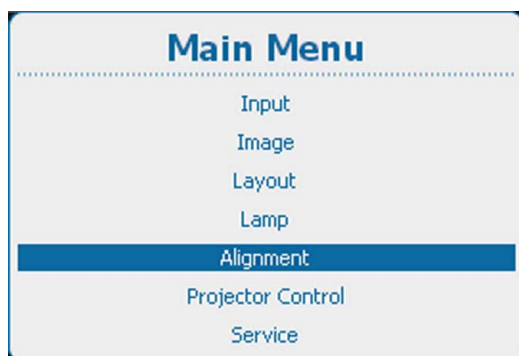 Main Menu
Input
Image
Layout
Lamp
Alignment
Projector Control
Service